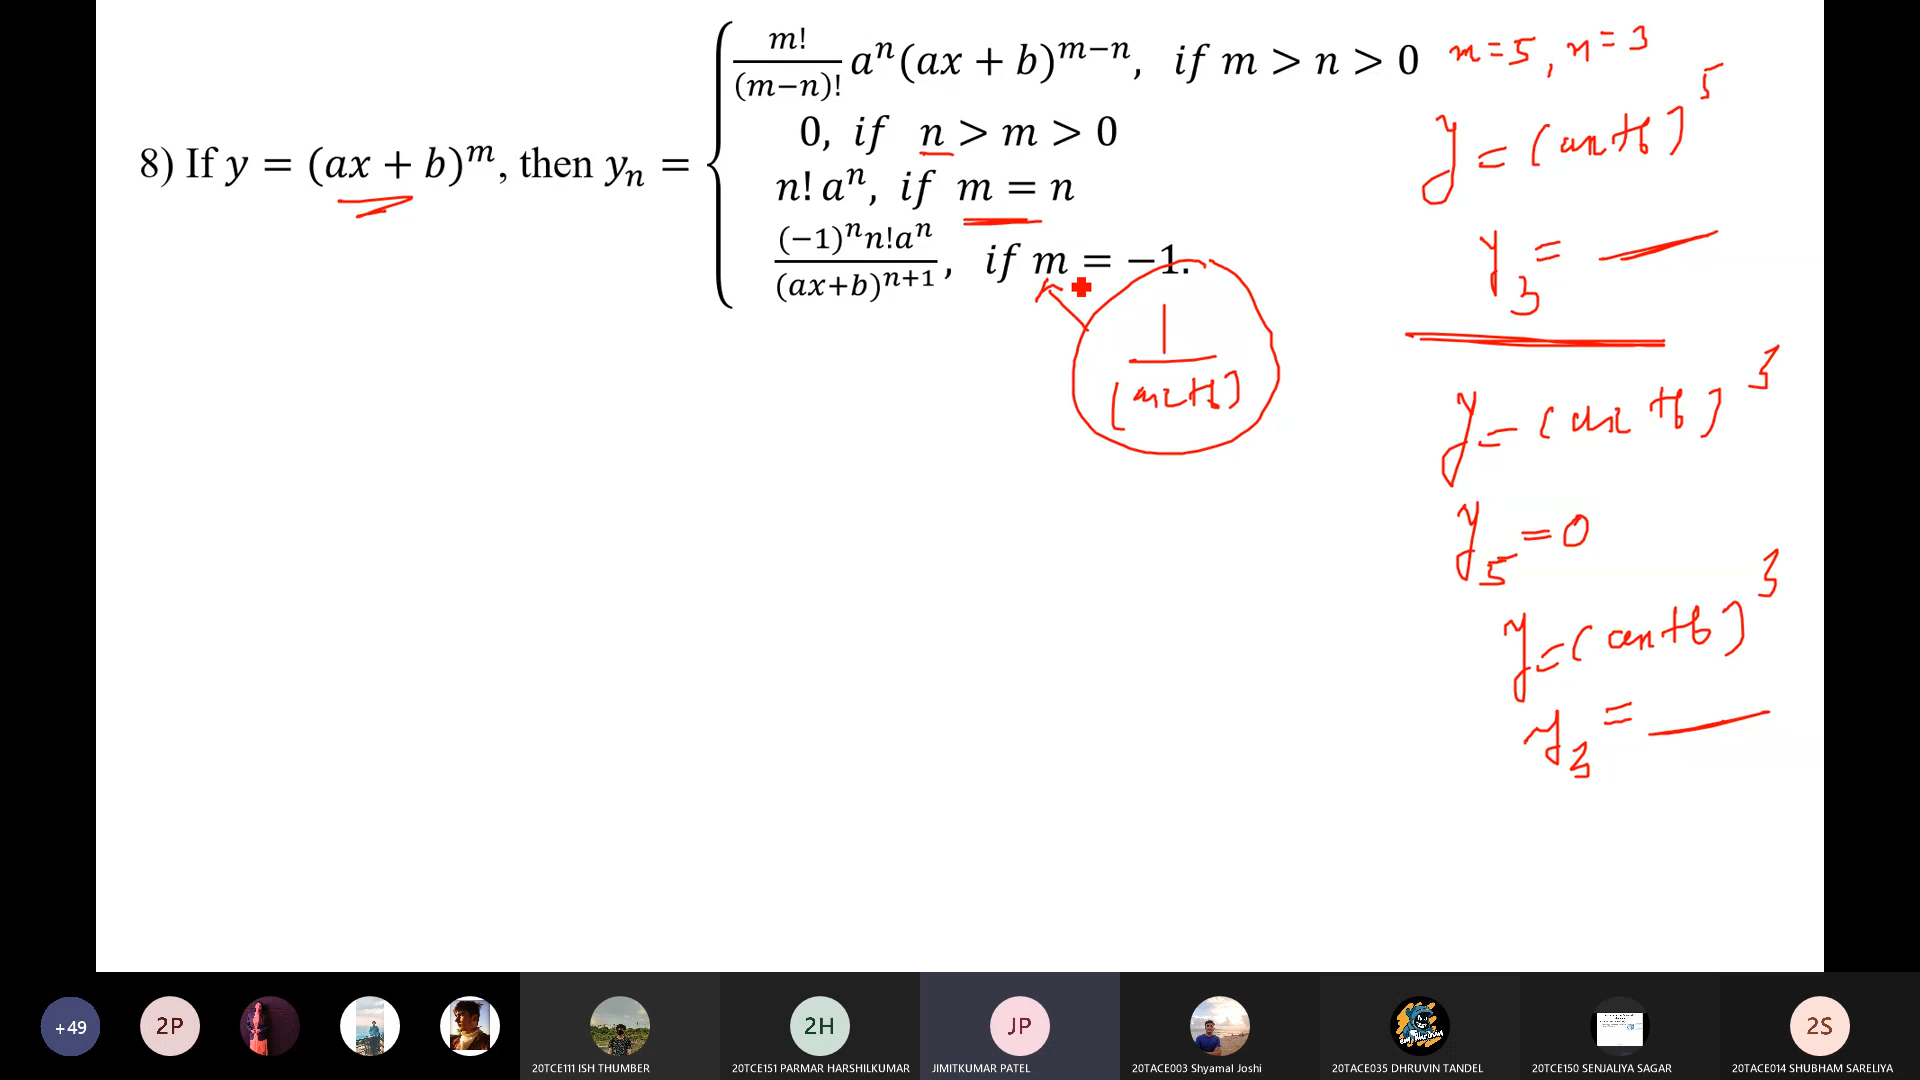 8) If y = (ax + b)^m, then y_n = { m!/(m−n)! a^n (ax + b)^{m−n}, if m > n > 0
0, if n > m > 0
n! a^n, if m = n
(−1)^n n! a^n/(ax+b)^{n+1}, if m = −1.
m=5, n=3
y=(ax+b)^5
y_3=
1/(ax+b)
y=(ax+b)^3
y_5=0
y=(ax+b)^3
y_3=
+49
2P
2H
JP
2S
20TCE111 ISH THUMBER
20TCE151 PARMAR HARSHILKUMAR
JIMITKUMAR PATEL
20TACE003 Shyamal Joshi
20TACE035 DHRUVIN TANDEL
20TCE150 SENJALIYA SAGAR
20TACE014 SHUBHAM SARELIYA